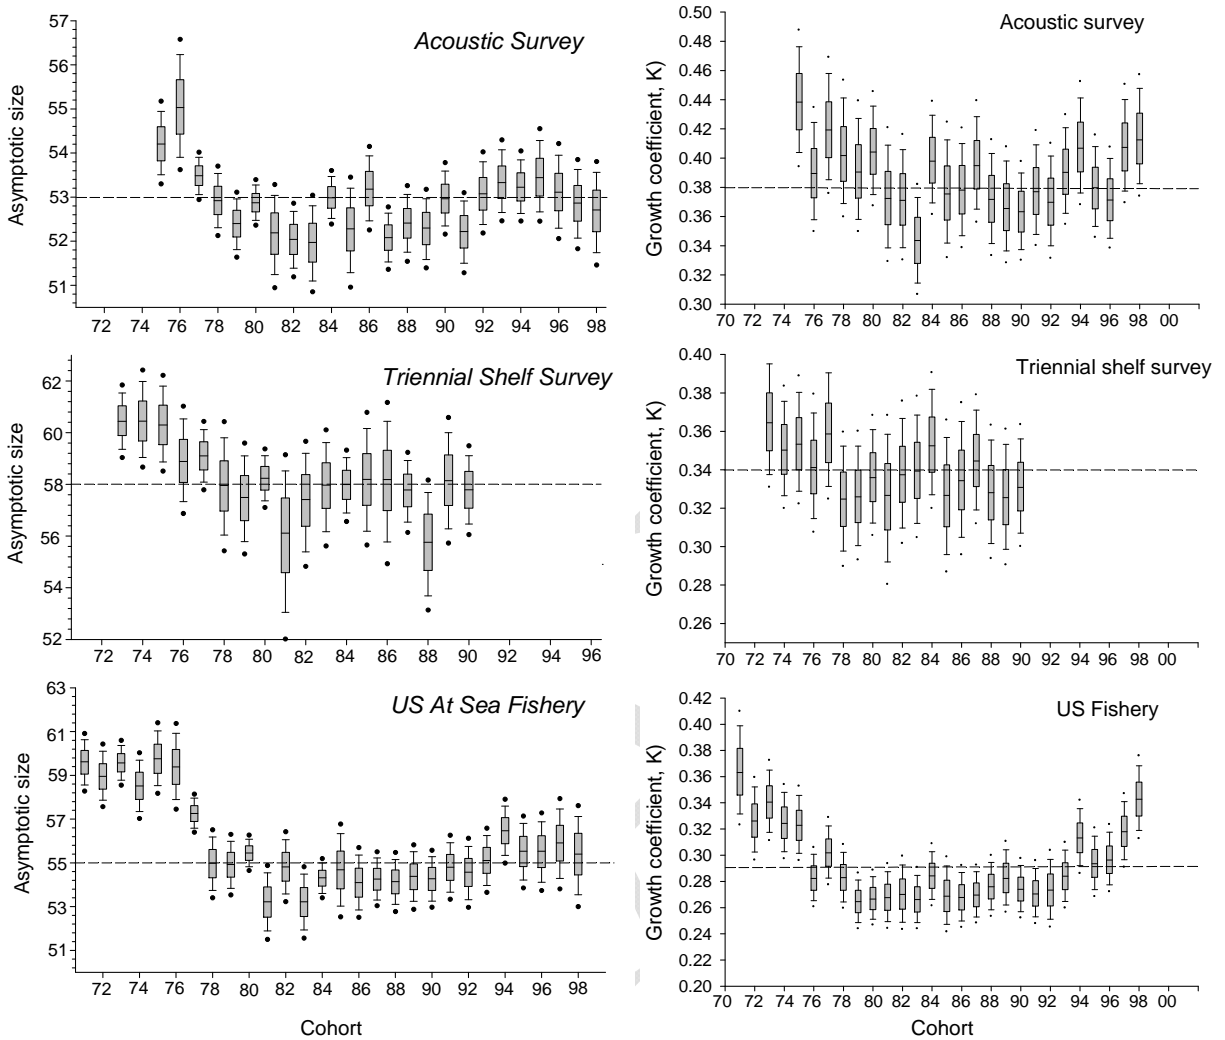 Acoustic Survey
Asymptotic size
57
56
55
54
53
52
51
72 74 76 78 80 82 84 86 88 90 92 94 96 98
Acoustic survey
Growth coefficient, K)
0.50
0.48
0.46
0.44
0.42
0.40
0.38
0.36
0.34
0.32
0.30
70 72 74 76 78 80 82 84 86 88 90 92 94 96 98 00
Triennial Shelf Survey
Asymptotic size
62
60
58
56
54
52
72 74 76 78 80 82 84 86 88 90 92 94 96
Triennial shelf survey
Growth coefficient, K)
0.40
0.38
0.36
0.34
0.32
0.30
0.28
0.26
70 72 74 76 78 80 82 84 86 88 90 92 94 96 98 00
US At Sea Fishery
Asymptotic size
63
61
59
57
55
53
51
72 74 76 78 80 82 84 86 88 90 92 94 96 98
Cohort
US Fishery
Growth coefficient, K)
0.42
0.40
0.38
0.36
0.34
0.32
0.30
0.28
0.26
0.24
0.22
0.20
70 72 74 76 78 80 82 84 86 88 90 92 94 96 98 00
Cohort